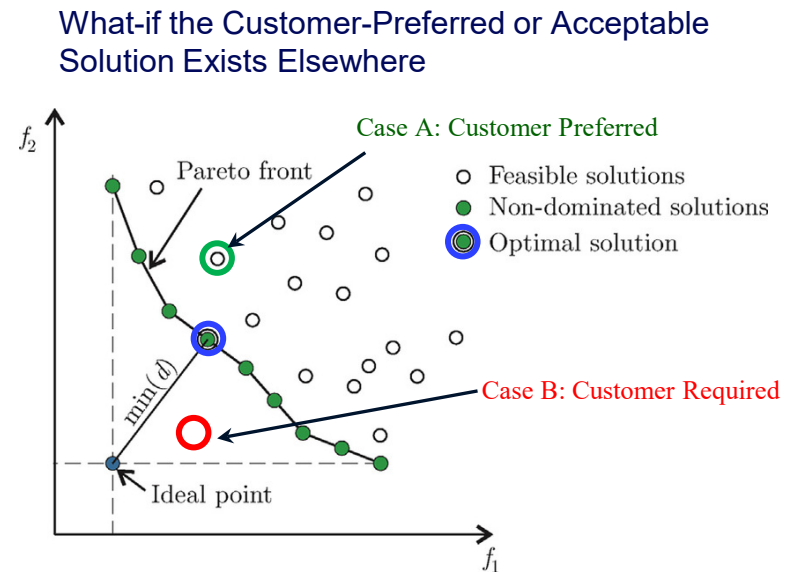 What-if the Customer-Preferred or Acceptable
Solution Exists Elsewhere
f2
Case A: Customer Preferred
Pareto front
Feasible solutions
Non-dominated solutions
Optimal solution
min(d)
Case B: Customer Required
Ideal point
f1